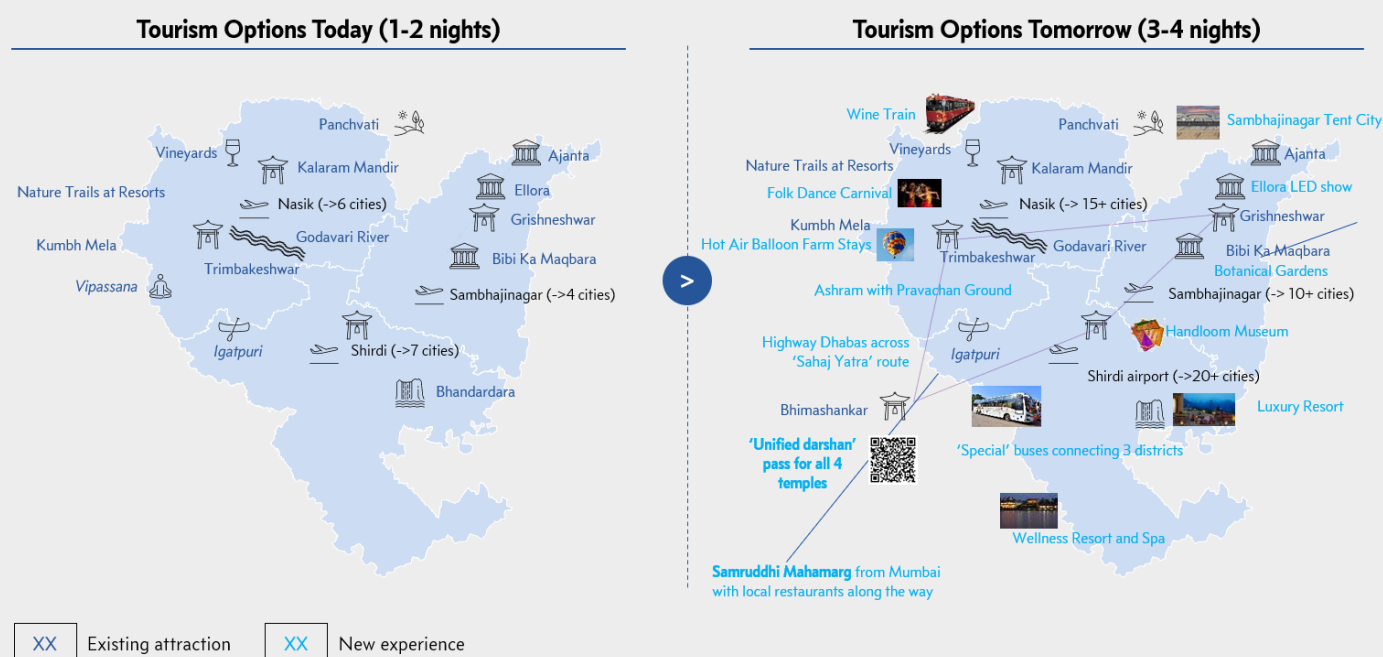 Tourism Options Today (1-2 nights)
Panchvati
Vineyards
Kalaram Mandir
Ajanta
Nature Trails at Resorts
Ellora
Nasik (->6 cities)
Grishneshwar
Kumbh Mela
Godavari River
Trimbakeshwar
Bibi Ka Maqbara
Vipassana
Sambhajinagar (->4 cities)
Igatpuri
Shirdi (->7 cities)
Bhandardara
>
Tourism Options Tomorrow (3-4 nights)
Wine Train
Panchvati
Sambhajinagar Tent City
Vineyards
Ajanta
Nature Trails at Resorts
Kalaram Mandir
Folk Dance Carnival
Ellora LED show
Nasik (-> 15+ cities)
Grishneshwar
Kumbh Mela
Hot Air Balloon Farm Stays
Godavari River
Trimbakeshwar
Bibi Ka Maqbara
Botanical Gardens
Ashram with Pravachan Ground
Sambhajinagar (-> 10+ cities)
Handloom Museum
Highway Dhabas across
‘Sahaj Yatra’ route
Igatpuri
Shirdi airport (->20+ cities)
Bhimashankar
Luxury Resort
‘Unified darshan’
pass for all 4
temples
‘Special’ buses connecting 3 districts
Wellness Resort and Spa
Samruddhi Mahamarg from Mumbai
with local restaurants along the way
XX Existing attraction
XX New experience